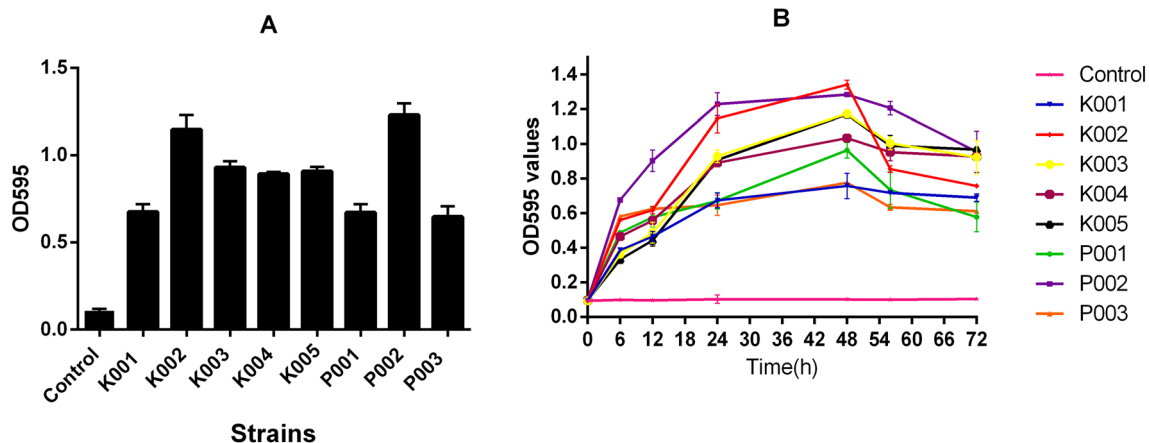 A
OD595
1.5
1.0
0.5
0.0
Control
K001
K002
K003
K004
K005
P001
P002
P003
Strains
B
OD595 values
1.4
1.2
1.0
0.8
0.6
0.4
0.2
0.0
0 6 12 18 24 30 36 42 48 54 60 66 72
Time(h)
Control
K001
K002
K003
K004
K005
P001
P002
P003